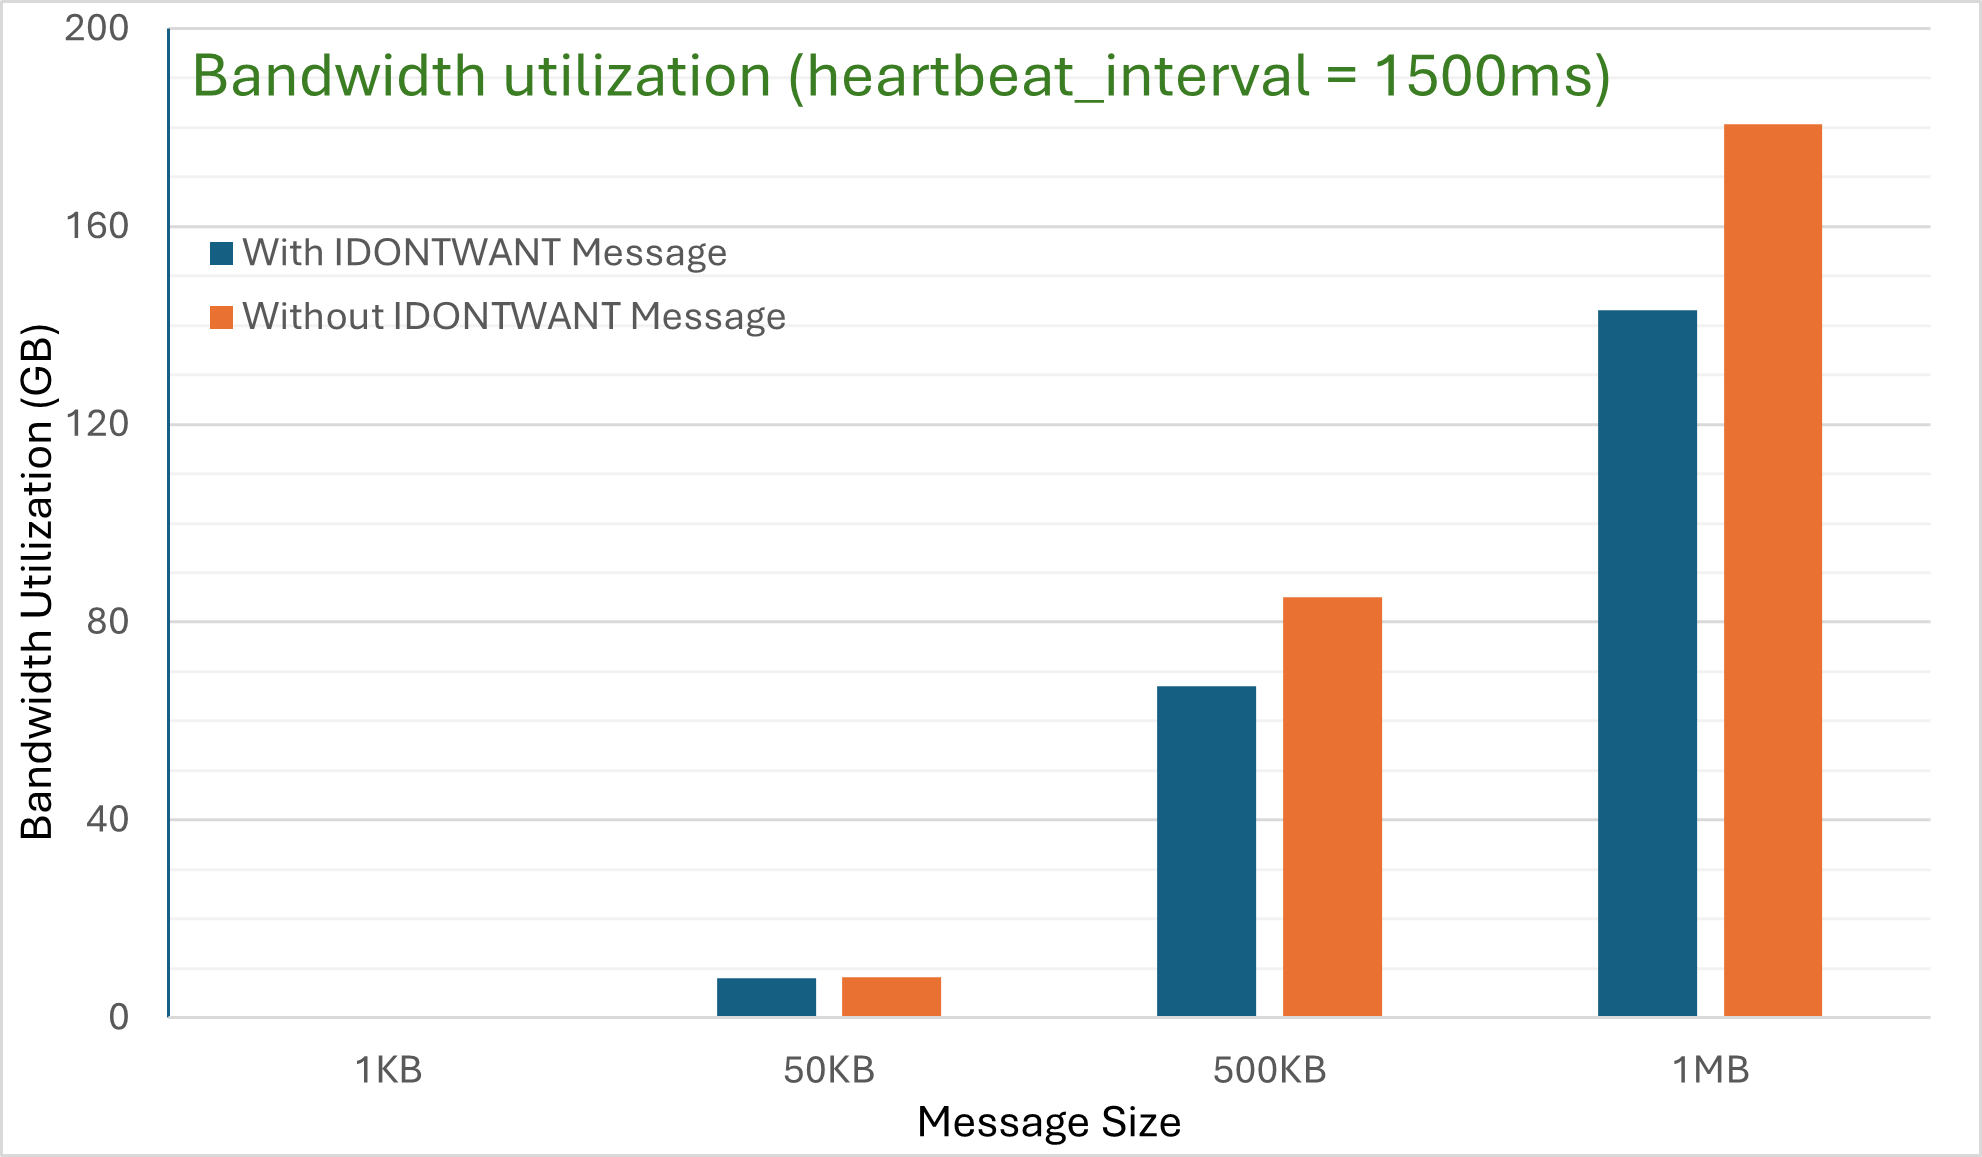 Bandwidth utilization (heartbeat_interval = 1500ms)
With IDONTWANT Message
Without IDONTWANT Message
Bandwidth Utilization (GB)
200
160
120
80
40
0
1KB 50KB 500KB 1MB
Message Size